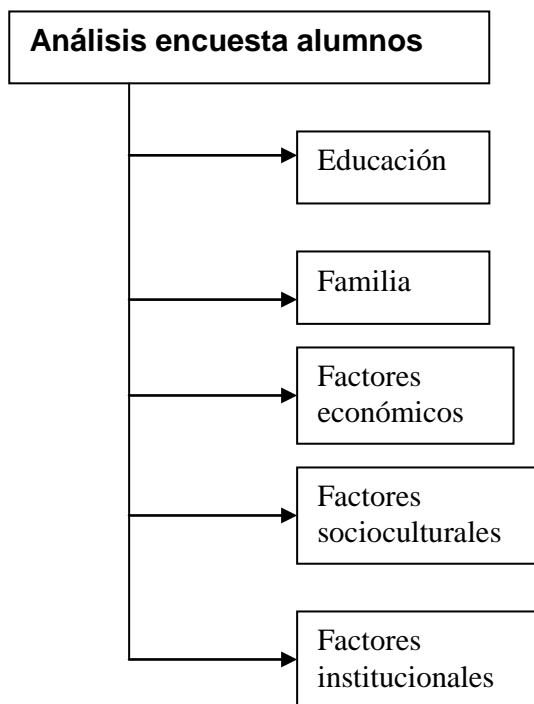 Análisis encuesta alumnos
Educación
Familia
Factores
económicos
Factores
socioculturales
Factores
institucionales